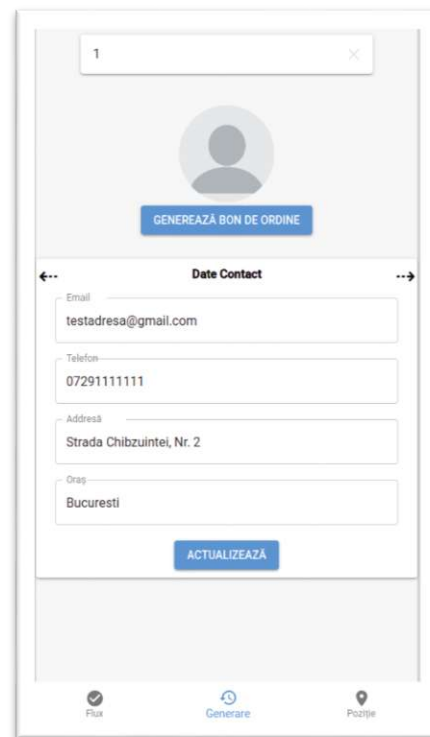 1
GENEREAZĂ BON DE ORDINE
Date Contact
Email
testadresa@gmail.com
Telefon
07291111111
Addresă
Strada Chibzuintei, Nr. 2
Oraș
Bucuresti
ACTUALIZEAZĂ
Flux Generare Poziție